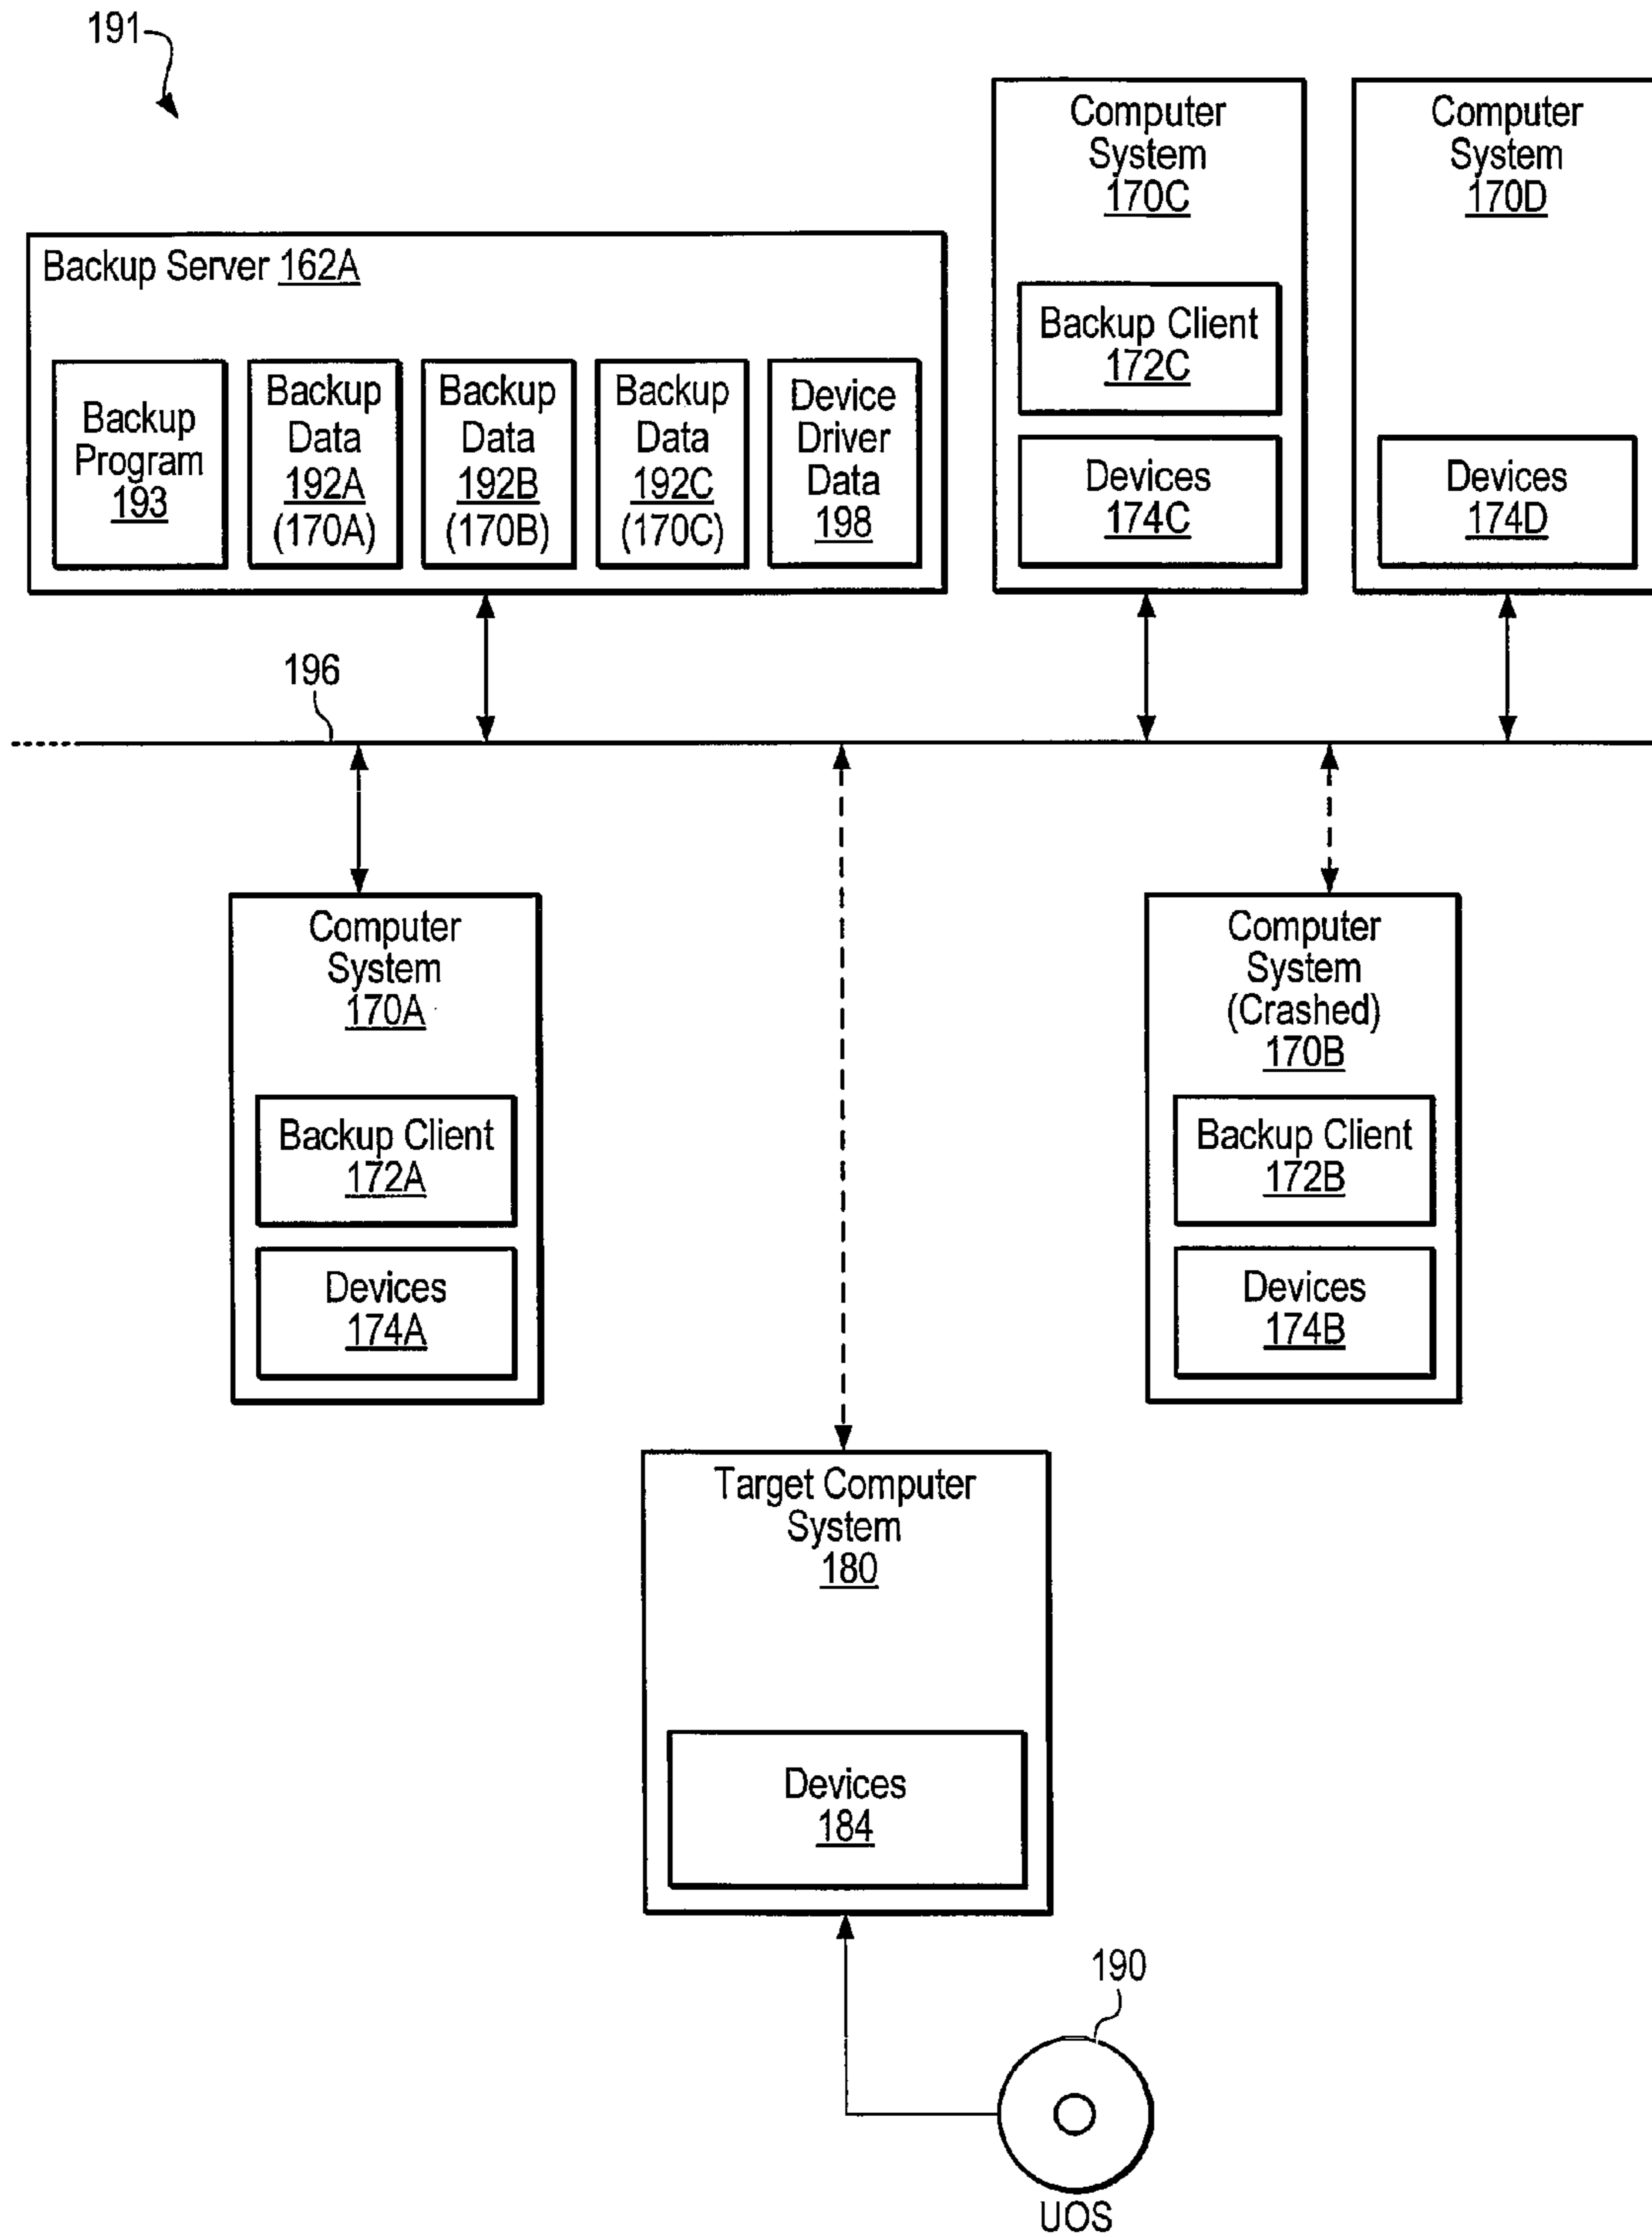 191
Computer
System
170C
Backup Client
172C
Devices
174C
Computer
System
170D
Devices
174D
Backup Server 162A
Backup
Program
193
Backup
Data
192A
(170A)
Backup
Data
192B
(170B)
Backup
Data
192C
(170C)
Device
Driver
Data
198
196
Computer
System
170A
Backup Client
172A
Devices
174A
Computer
System
(Crashed)
170B
Backup Client
172B
Devices
174B
Target Computer
System
180
Devices
184
190
UOS